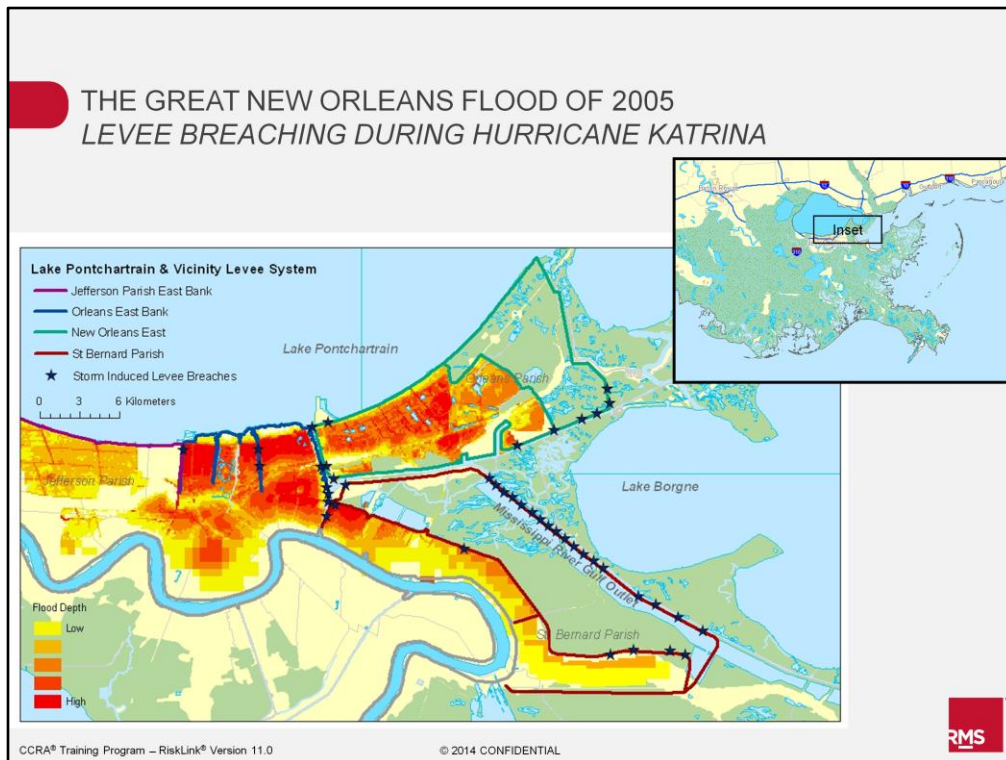 THE GREAT NEW ORLEANS FLOOD OF 2005
LEVEE BREACHING DURING HURRICANE KATRINA
Inset
Lake Pontchartrain & Vicinity Levee System
Jefferson Parish East Bank
Orleans East Bank
New Orleans East
St Bernard Parish
Storm Induced Levee Breaches
0 3 6 Kilometers
Lake Pontchartrain
Orleans Parish
Jefferson Parish
Lake Borgne
Mississippi River Gulf Outlet
St Bernard Parish
Flood Depth
Low
High
CCRA® Training Program – RiskLink® Version 11.0
© 2014 CONFIDENTIAL
RMS